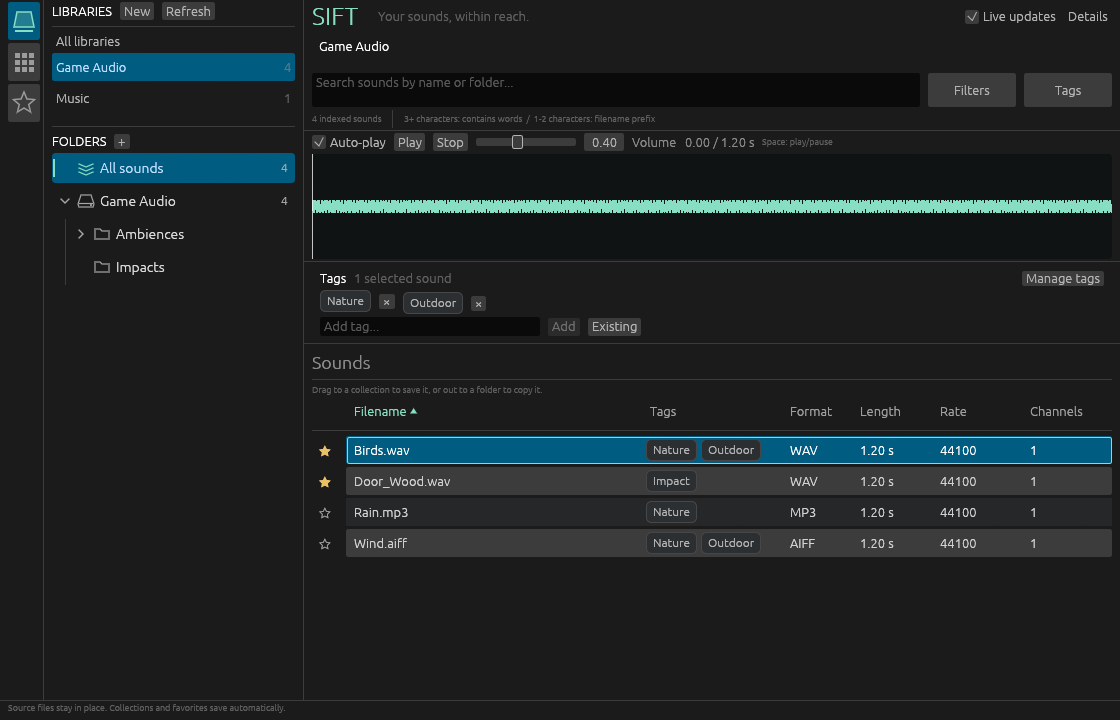 LIBRARIES New Refresh
All libraries
Game Audio 4
Music 1
FOLDERS +
All sounds 4
Game Audio 4
Ambiences
Impacts
SIFT Your sounds, within reach. Live updates Details
Game Audio
Search sounds by name or folder... Filters Tags
4 indexed sounds 3+ characters: contains words / 1-2 characters: filename prefix
Auto-play Play Stop 0.40 Volume 0.00 / 1.20 s Space: play/pause
Tags 1 selected sound Manage tags
Nature × Outdoor ×
Add tag... Add Existing
Sounds
Drag to a collection to save it, or out to a folder to copy it.
Filename Tags Format Length Rate Channels
Birds.wav Nature Outdoor WAV 1.20 s 44100 1
Door_Wood.wav Impact WAV 1.20 s 44100 1
Rain.mp3 Nature MP3 1.20 s 44100 1
Wind.aiff Nature Outdoor AIFF 1.20 s 44100 1
Source files stay in place. Collections and favorites save automatically.